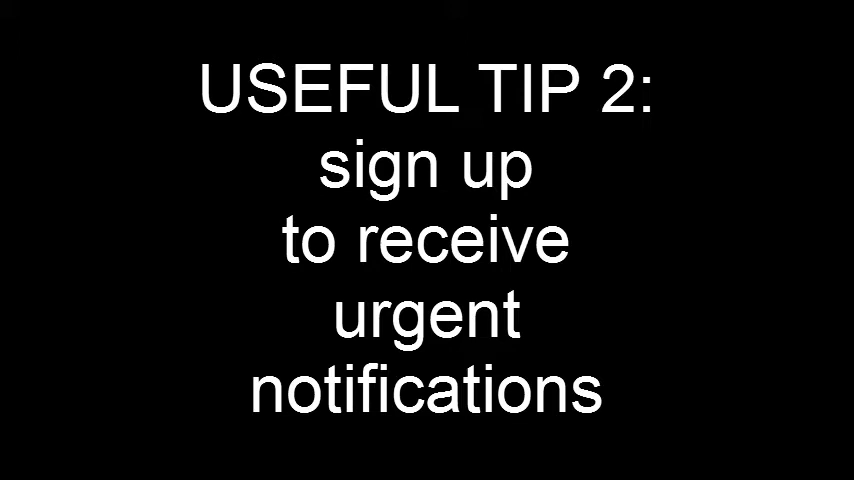 USEFUL TIP 2:
sign up
to receive
urgent
notifications